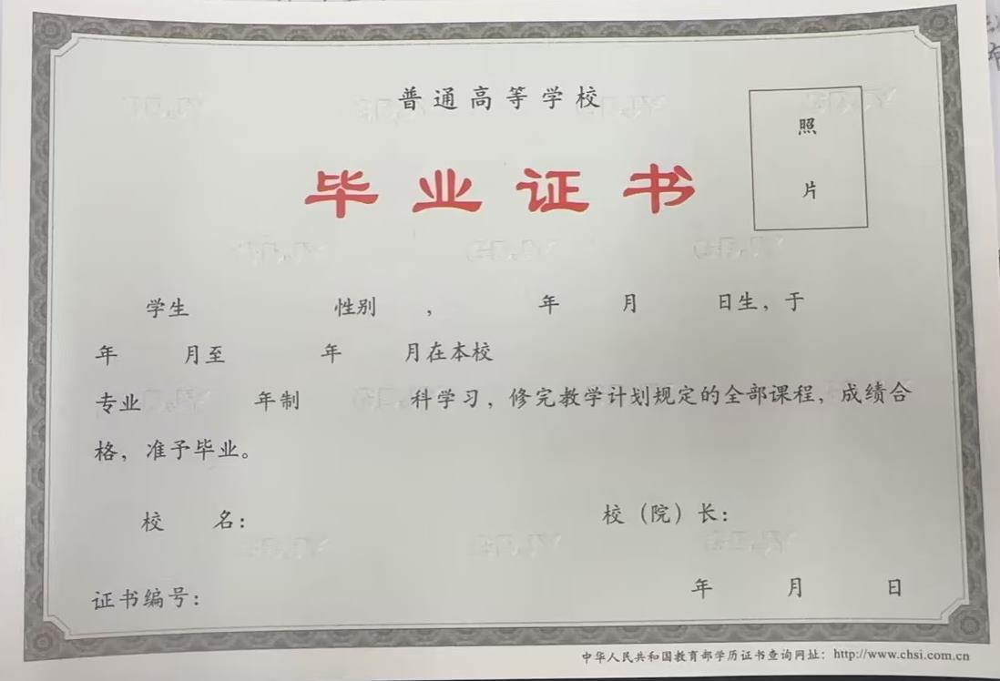 普通高等学校
照
片
毕业证书
学生 性别 , 年 月 日生，于
年 月至 年 月在本校
专业 年制 科学习，修完教学计划规定的全部课程，成绩合
格，准予毕业。
校 名： 校（院）长：
证书编号： 年 月 日
中华人民共和国教育部学历证书查询网址：http://www.chsi.com.cn